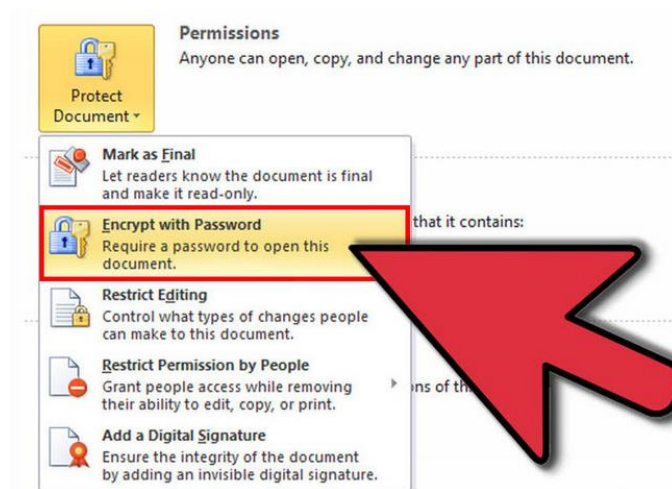 Permissions
Anyone can open, copy, and change any part of this document.
Protect
Document
Mark as Final
Let readers know the document is final
and make it read-only.
Encrypt with Password
Require a password to open this
document.
that it contains:
Restrict Editing
Control what types of changes people
can make to this document.
Restrict Permission by People
Grant people access while removing
their ability to edit, copy, or print.
ons of th
Add a Digital Signature
Ensure the integrity of the document
by adding an invisible digital signature.